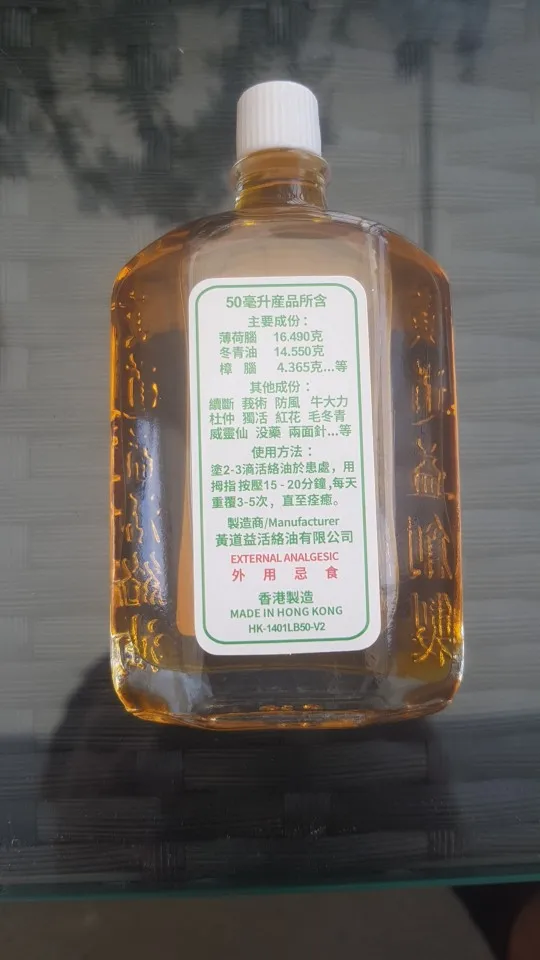 50毫升產品所含
主要成份：
薄荷腦 16.490克
冬青油 14.550克
樟 腦 4.365克...等
其他成份：
續斷 莪術 防風 牛大力
杜仲 獨活 紅花 毛冬青
威靈仙 没藥 兩面針...等
使用方法：
塗2-3滴活絡油於患處，用
拇指按壓15 - 20分鐘,每天
重覆3-5次，直至痊癒。
製造商/Manufacturer
黃道益活絡油有限公司
EXTERNAL ANALGESIC
外 用 忌 食
香港製造
MADE IN HONG KONG
HK-1401LB50-V2